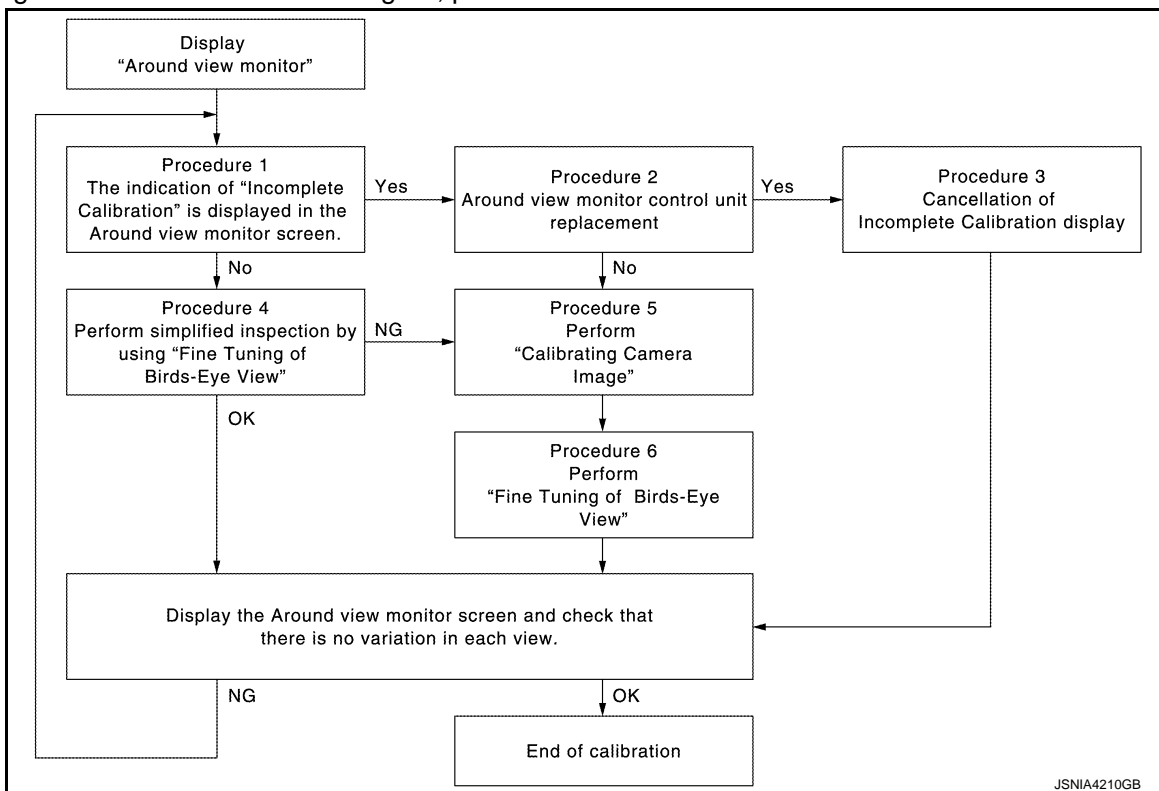 Display
“Around view monitor”
Procedure 1
The indication of “Incomplete
Calibration” is displayed in the
Around view monitor screen.
Yes
Procedure 2
Around view monitor control unit
replacement
Yes
Procedure 3
Cancellation of
Incomplete Calibration display
No
No
Procedure 4
Perform simplified inspection by
using “Fine Tuning of
Birds-Eye View”
NG
Procedure 5
Perform
“Calibrating Camera
Image”
OK
Procedure 6
Perform
“Fine Tuning of Birds-Eye
View”
Display the Around view monitor screen and check that
there is no variation in each view.
NG
OK
End of calibration
JSNIA4210GB